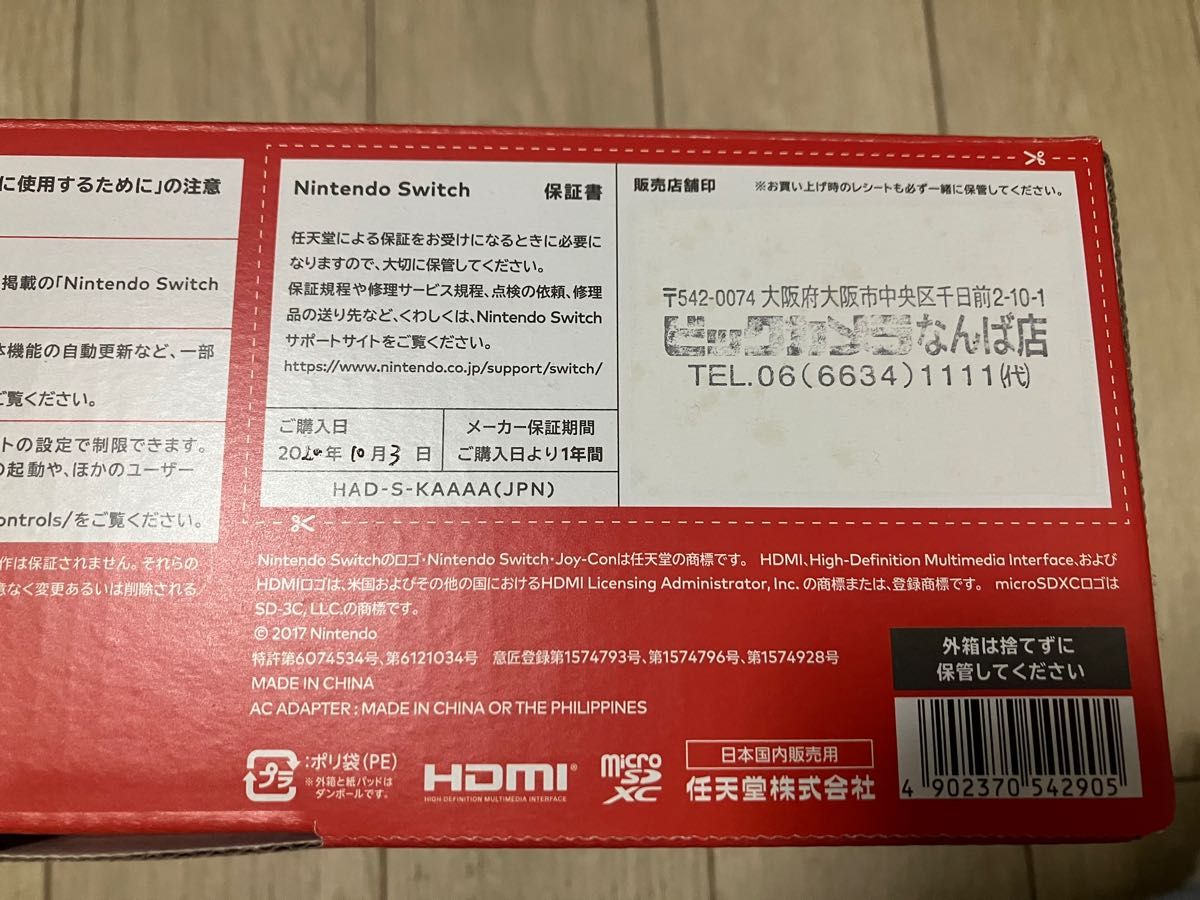 に使用するために」の注意
掲載の「Nintendo Switch
体機能の自動更新など、一部
ご覧ください。
トの設定で制限できます。
の起動や、ほかのユーザー
ontrols/をご覧ください。
作は保証されません。それらの
意なく変更あるいは削除される
Nintendo Switch 保証書
任天堂による保証をお受けになるときに必要に
なりますので、大切に保管してください。
保証規程や修理サービス規程、点検の依頼、修理
品の送り先など、くわしくは、Nintendo Switch
サポートサイトをご覧ください。
https://www.nintendo.co.jp/support/switch/
ご購入日
2020年 10月 3日
メーカー保証期間
ご購入日より1年間
HAD-S-KAAAA(JPN)
販売店舗印 ※お買い上げ時のレシートも必ず一緒に保管してください。
〒542-0074 大阪府大阪市中央区千日前2-10-1
ビックカメラなんば店
TEL.06(6634)1111(代)
Nintendo Switchのロゴ・Nintendo Switch・Joy-Conは任天堂の商標です。 HDMI、High-Definition Multimedia Interface、および
HDMIロゴは、米国およびその他の国におけるHDMI Licensing Administrator, Inc. の商標または、登録商標です。 microSDXCロゴは
SD-3C, LLC.の商標です。
© 2017 Nintendo
特許第6074534号、第6121034号 意匠登録第1574793号、第1574796号、第1574928号
MADE IN CHINA
AC ADAPTER : MADE IN CHINA OR THE PHILIPPINES
プラ
:ポリ袋(PE)
※外箱と紙パッドは
ダンボールです。
HDMI
HIGH DEFINITION MULTIMEDIA INTERFACE
micro
SD
XC
日本国内販売用
任天堂株式会社
外箱は捨てずに
保管してください
4 902370 542905